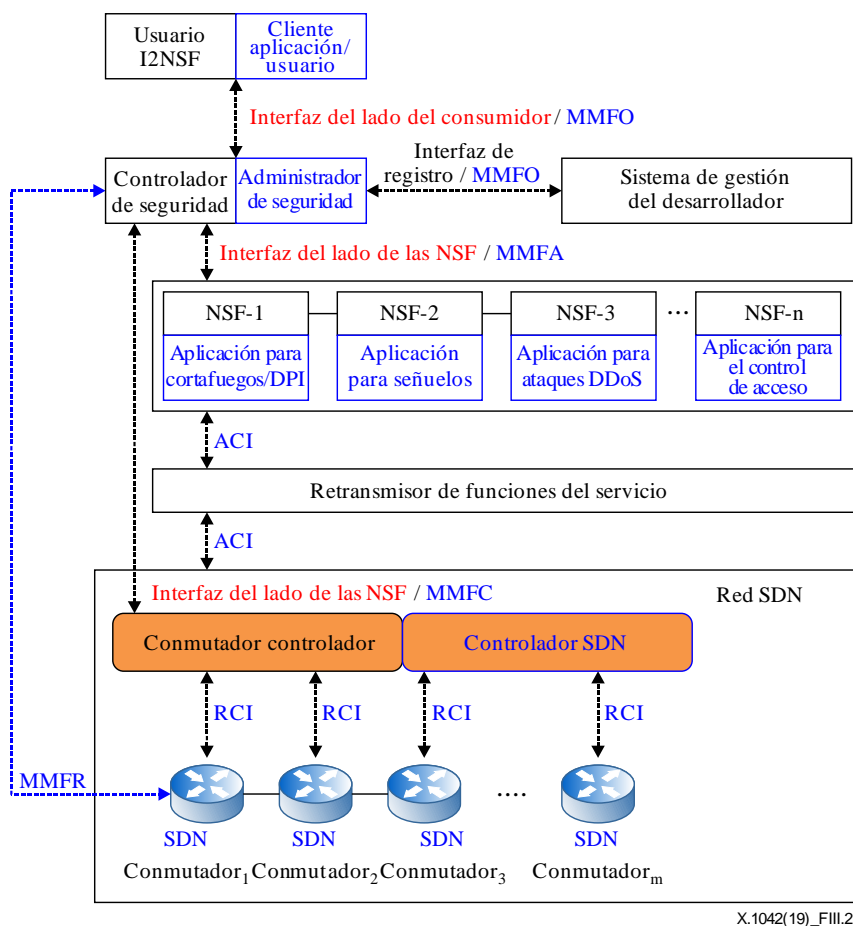 Usuario
I2NSF
Cliente
aplicación/
usuario
Interfaz del lado del consumidor / MMFO
Controlador
de seguridad
Administrador
de seguridad
Interfaz de
registro / MMFO
Sistema de gestión
del desarrollador
Interfaz del lado de las NSF / MMFA
NSF-1
NSF-2
NSF-3
...
NSF-n
Aplicación para
cortafuegos/DPI
Aplicación
para señuelos
Aplicación para
ataques DDoS
Aplicación para
el control
de acceso
ACI
Retransmisor de funciones del servicio
ACI
Interfaz del lado de las NSF / MMFC
Red SDN
Conmutador controlador
Controlador SDN
RCI
RCI
RCI
RCI
MMFR
....
SDN
SDN
SDN
SDN
Conmutador1
Conmutador2
Conmutador3
Conmutadorm
X.1042(19)_FIII.2